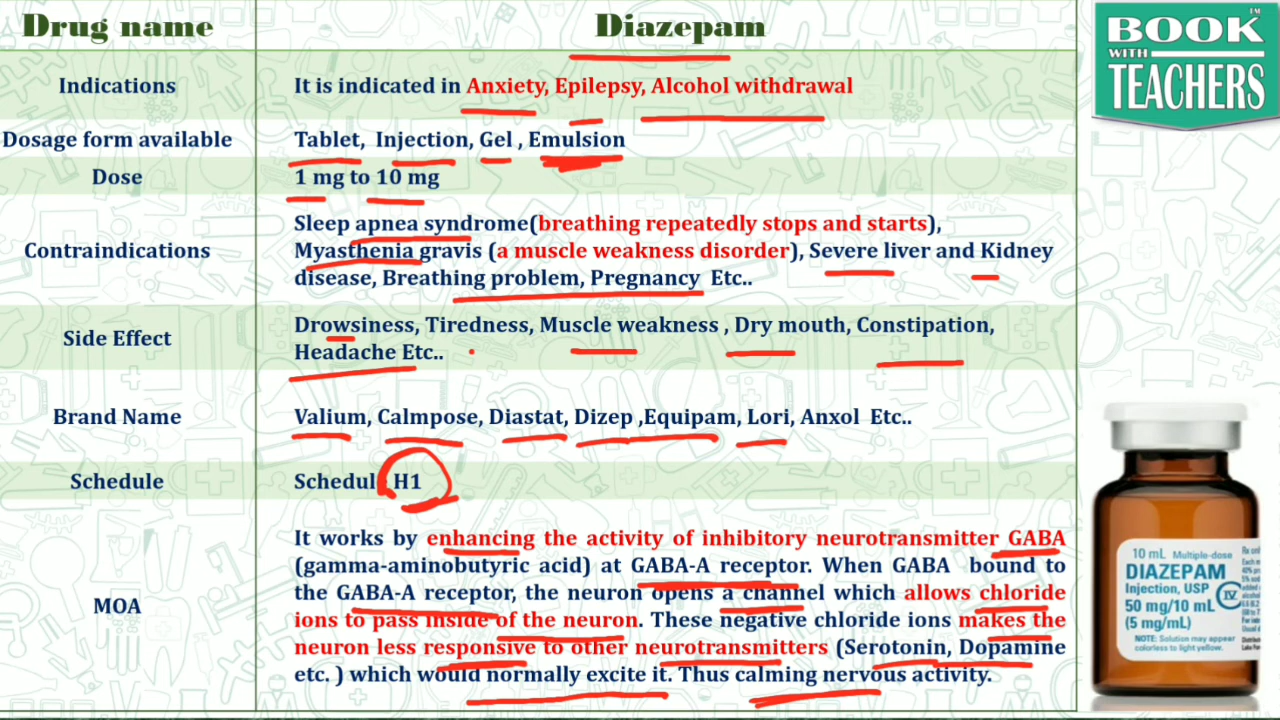 Drug name
Diazepam
Indications
It is indicated in Anxiety, Epilepsy, Alcohol withdrawal
Dosage form available
Tablet, Injection, Gel , Emulsion
Dose
1 mg to 10 mg
Contraindications
Sleep apnea syndrome(breathing repeatedly stops and starts),
Myasthenia gravis (a muscle weakness disorder), Severe liver and Kidney
disease, Breathing problem, Pregnancy Etc..
Side Effect
Drowsiness, Tiredness, Muscle weakness , Dry mouth, Constipation,
Headache Etc..
Brand Name
Valium, Calmpose, Diastat, Dizep ,Equipam, Lori, Anxol Etc..
Schedule
Schedul H1
MOA
It works by enhancing the activity of inhibitory neurotransmitter GABA
(gamma-aminobutyric acid) at GABA-A receptor. When GABA bound to
the GABA-A receptor, the neuron opens a channel which allows chloride
ions to pass inside of the neuron. These negative chloride ions makes the
neuron less responsive to other neurotransmitters (Serotonin, Dopamine
etc. ) which would normally excite it. Thus calming nervous activity.
BOOK
WITH
TEACHERS
TM
10 mL Multiple-dose
DIAZEPAM
Injection, USP
CIV
50 mg/10 mL
(5 mg/mL)
NOTE: Solution may appear
colorless to light yellow.